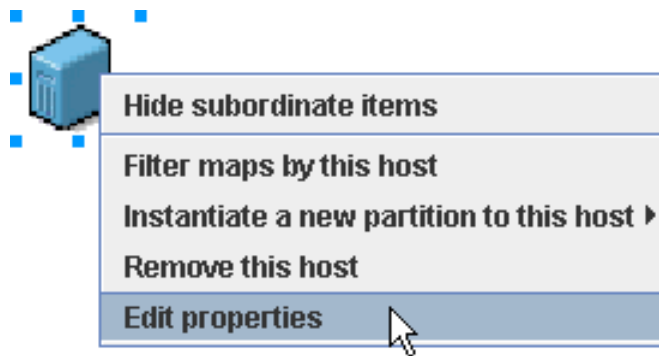 Hide subordinate items
Filter maps by this host
Instantiate a new partition to this host
Remove this host
Edit properties